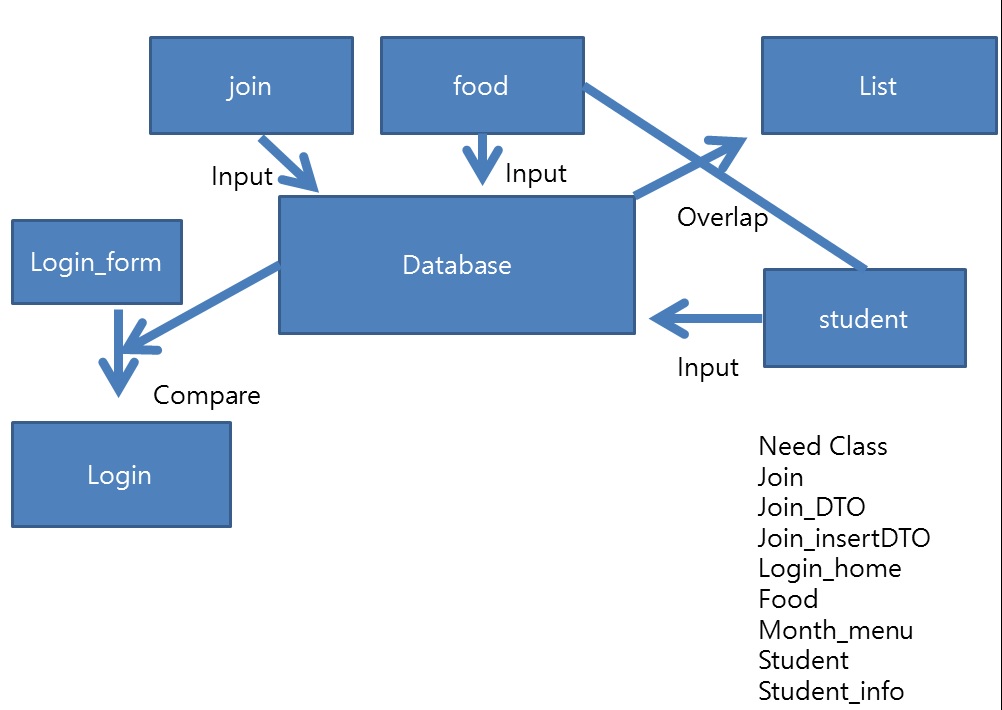 join
food
List
Input
Input
Overlap
Login_form
Database
student
Input
Compare
Login
Need Class
Join
Join_DTO
Join_insertDTO
Login_home
Food
Month_menu
Student
Student_info